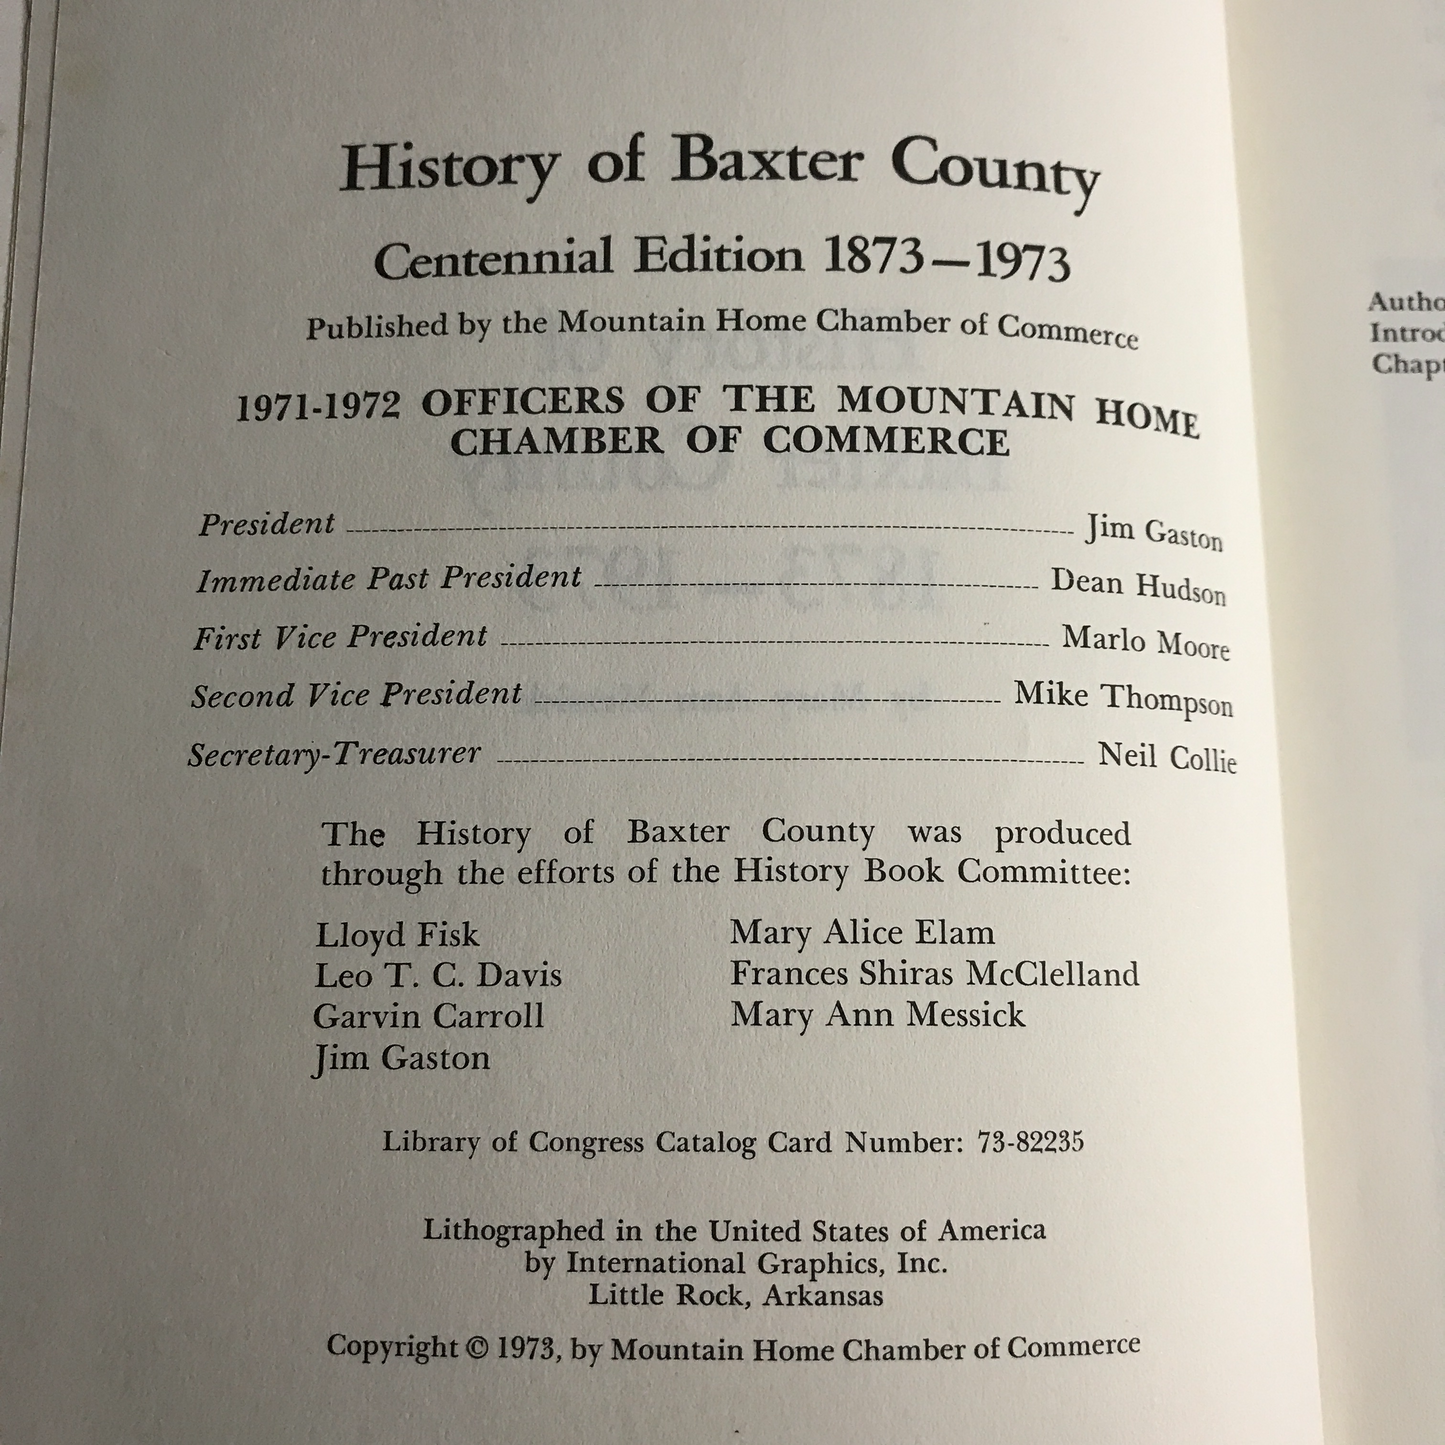 History of Baxter County
Centennial Edition 1873—1973
Published by the Mountain Home Chamber of Commerce
1971-1972 OFFICERS OF THE MOUNTAIN HOME
CHAMBER OF COMMERCE
President Jim Gaston
Immediate Past President Dean Hudson
First Vice President Marlo Moore
Second Vice President Mike Thompson
Secretary-Treasurer Neil Collie
The History of Baxter County was produced
through the efforts of the History Book Committee:
Lloyd Fisk
Leo T. C. Davis
Garvin Carroll
Jim Gaston
Mary Alice Elam
Frances Shiras McClelland
Mary Ann Messick
Library of Congress Catalog Card Number: 73-82235
Lithographed in the United States of America
by International Graphics, Inc.
Little Rock, Arkansas
Copyright © 1973, by Mountain Home Chamber of Commerce